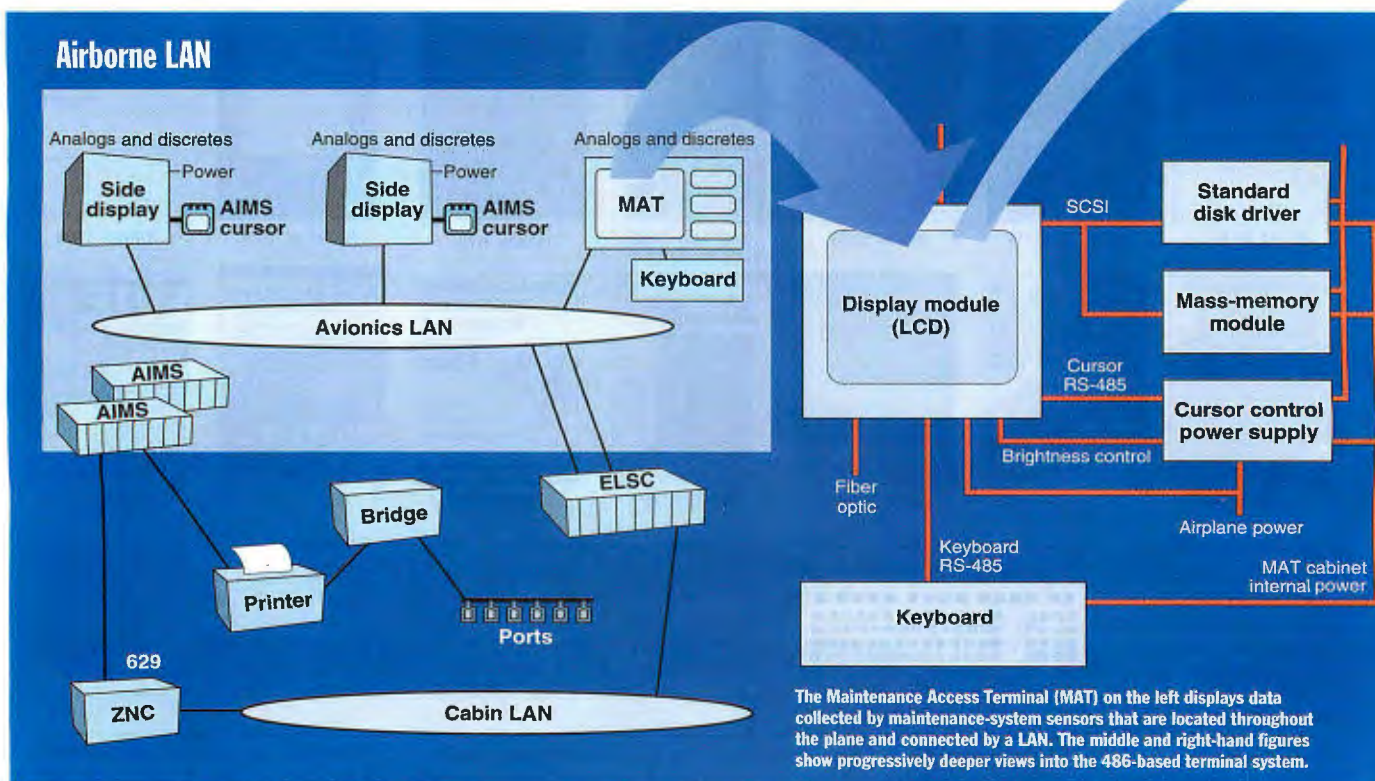 Airborne LAN
Analogs and discretes
Analogs and discretes
Analogs and discretes
Power
Power
Side
display
AIMS
cursor
Side
display
AIMS
cursor
MAT
Keyboard
Avionics LAN
AIMS
AIMS
ELSC
Bridge
Printer
Ports
629
ZNC
Cabin LAN
SCSI
Standard
disk driver
Display module
(LCD)
Mass-memory
module
Cursor
RS-485
Cursor control
power supply
Brightness control
Fiber
optic
Airplane power
Keyboard
RS-485
MAT cabinet
internal power
Keyboard
The Maintenance Access Terminal (MAT) on the left displays data
collected by maintenance-system sensors that are located throughout
the plane and connected by a LAN. The middle and right-hand figures
show progressively deeper views into the 486-based terminal system.